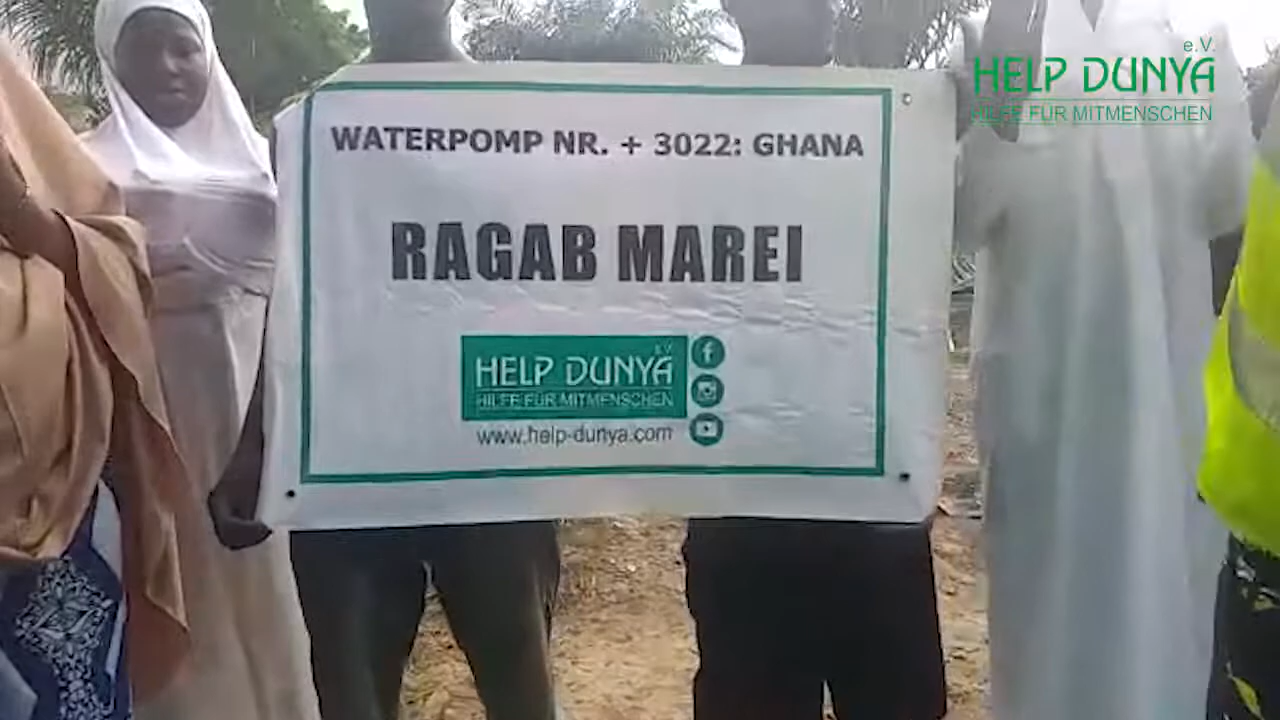 e.V.
HELP DUNYA
HILFE FÜR MITMENSCHEN
WATERPOMP NR. + 3022: GHANA
RAGAB MAREI
e.V.
HELP DUNYA
HILFE FÜR MITMENSCHEN
www.help-dunya.com